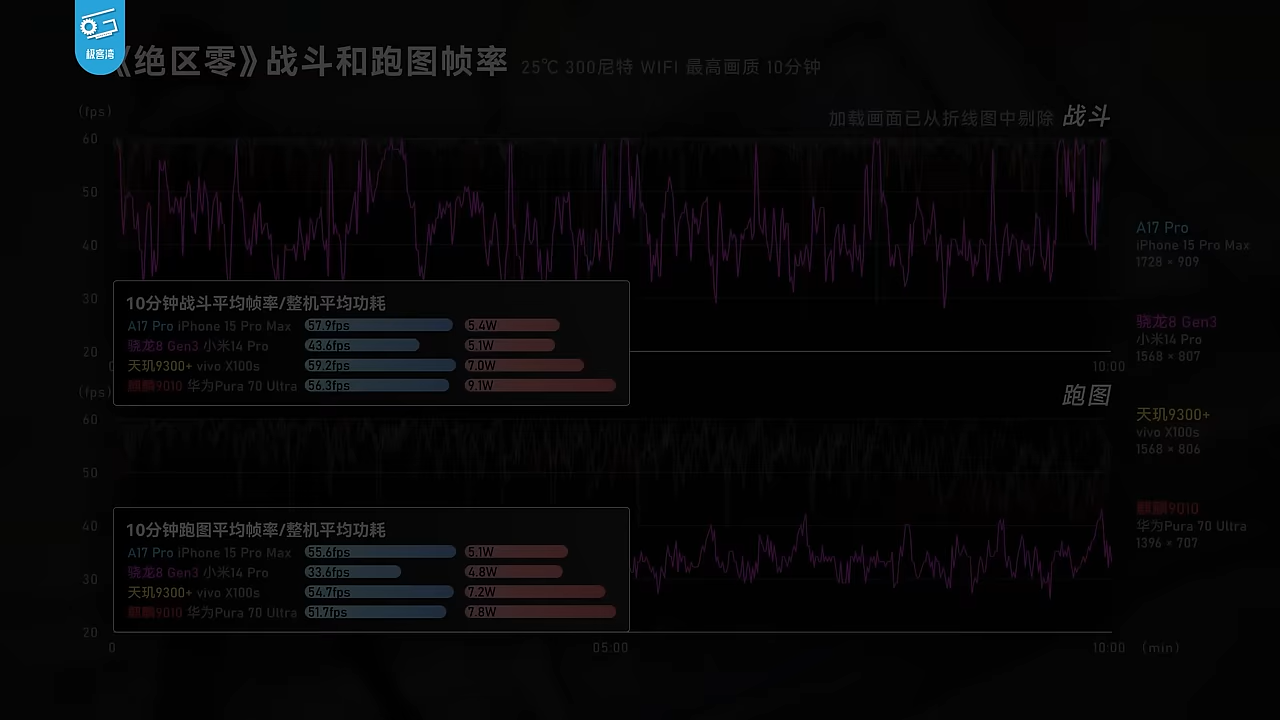 极客湾
《绝区零》战斗和跑图帧率 25℃ 300尼特 WIFI 最高画质 10分钟
(fps)
加载画面已从折线图中剔除 战斗
60
50
40
30
20
0
10:00
10分钟战斗平均帧率/整机平均功耗
A17 Pro iPhone 15 Pro Max 57.9fps 5.4W
骁龙8 Gen3 小米14 Pro 43.6fps 5.1W
天玑9300+ vivo X100s 59.2fps 7.0W
麒麟9010 华为Pura 70 Ultra 56.3fps 9.1W
(fps)
跑图
60
50
40
30
20
10分钟跑图平均帧率/整机平均功耗
A17 Pro iPhone 15 Pro Max 55.6fps 5.1W
骁龙8 Gen3 小米14 Pro 33.6fps 4.8W
天玑9300+ vivo X100s 54.7fps 7.2W
麒麟9010 华为Pura 70 Ultra 51.7fps 7.8W
0 05:00 10:00 (min)
A17 Pro
iPhone 15 Pro Max
1728 × 909
骁龙8 Gen3
小米14 Pro
1568 × 807
天玑9300+
vivo X100s
1568 × 806
麒麟9010
华为Pura 70 Ultra
1396 × 707